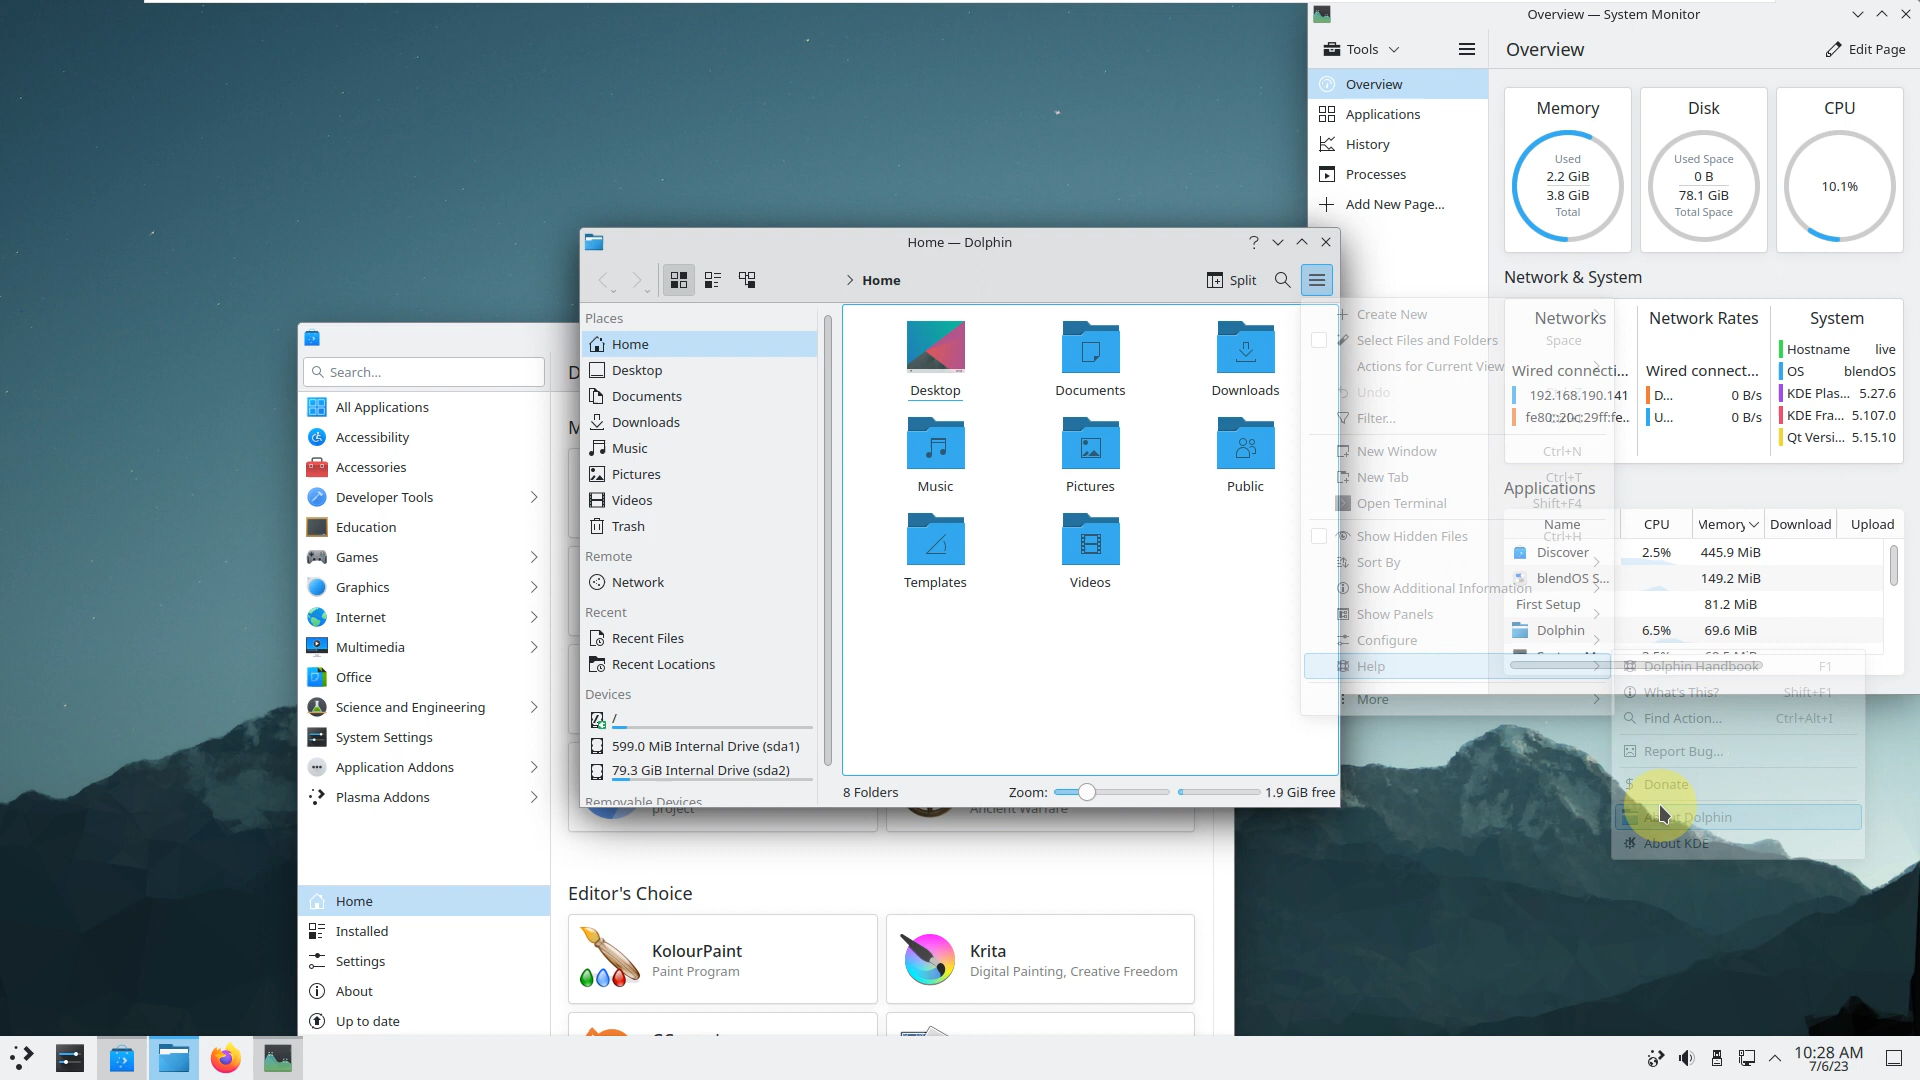 Overview — System Monitor
Tools
Overview
Edit Page
Overview
Applications
History
Processes
Add New Page...
Memory
Used
2.2 GiB
3.8 GiB
Total
Disk
Used Space
0 B
78.1 GiB
Total Space
CPU
10.1%
Network & System
Networks
Wired connecti...
192.168.190.141
Network Rates
Wired connect...
D... 0 B/s
U... 0 B/s
System
Hostname live
OS blendOS
KDE Plas... 5.27.6
KDE Fra... 5.107.0
Qt Versi... 5.15.10
Applications
Name CPU Memory Download Upload
Discover 2.5% 445.9 MiB
blendOS S... 149.2 MiB
First Setup 81.2 MiB
Dolphin 6.5% 69.6 MiB
Home — Dolphin
?
Home
Split
Places
Home
Desktop
Documents
Downloads
Music
Pictures
Videos
Trash
Remote
Network
Recent
Recent Files
Recent Locations
Devices
/
599.0 MiB Internal Drive (sda1)
79.3 GiB Internal Drive (sda2)
Removable Devices
Desktop
Documents
Downloads
Music
Pictures
Public
Templates
Videos
8 Folders
Zoom:
1.9 GiB free
Create New
Select Files and Folders
Space
Actions for Current View
Undo
Filter...
New Window Ctrl+N
New Tab Ctrl+T
Open Terminal Shift+F4
Show Hidden Files Ctrl+H
Sort By
Show Additional Information
Show Panels
Configure
Help
More
Dolphin Handbook F1
What's This? Shift+F1
Find Action... Ctrl+Alt+I
Report Bug...
Donate
About Dolphin
About KDE
Search...
All Applications
Accessibility
Accessories
Developer Tools
Education
Games
Graphics
Internet
Multimedia
Office
Science and Engineering
System Settings
Application Addons
Plasma Addons
Home
Installed
Settings
About
Up to date
project
Ancient Warfare
Editor's Choice
KolourPaint
Paint Program
Krita
Digital Painting, Creative Freedom
10:28 AM
7/6/23